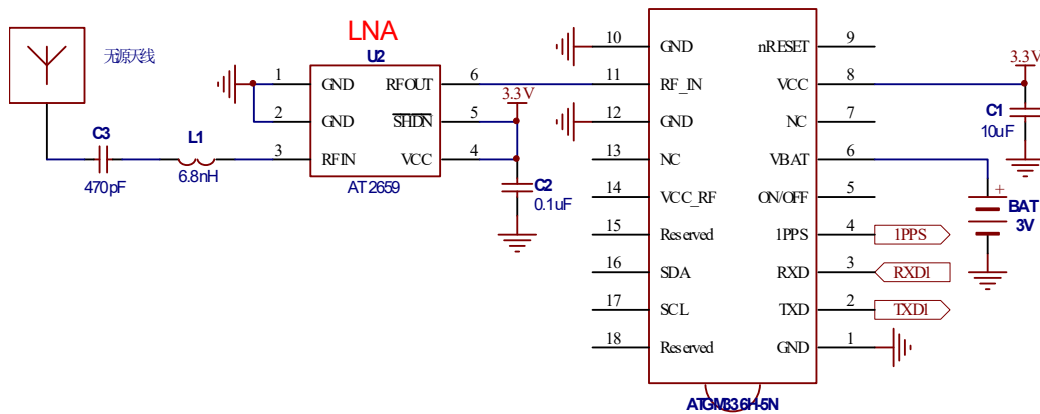 无源天线
C3
470pF
L1
6.8nH
LNA
U2
1 GND RFOUT 6
2 GND SHDN 5
3 RFIN VCC 4
AT2659
3.3V
C2
0.1uF
10 GND nRESET 9
11 RF_IN VCC 8
12 GND NC 7
13 NC VBAT 6
14 VCC_RF ON/OFF 5
15 Reserved 1PPS 4 1PPS
16 SDA RXD 3 RXD1
17 SCL TXD 2 TXD1
18 Reserved GND 1
ATGM336H-5N
3.3V
C1
10uF
+
BAT
3V